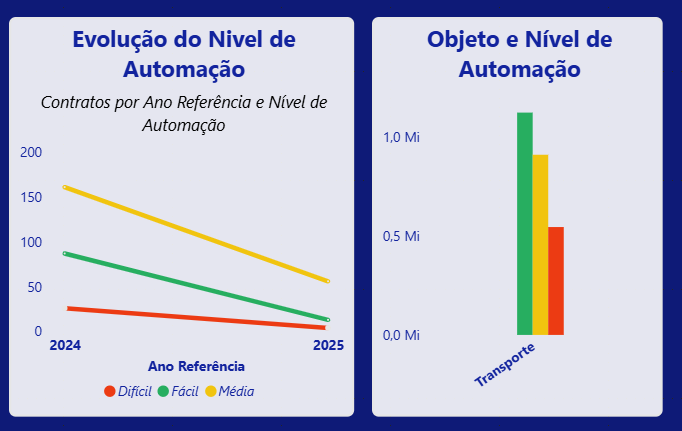 Evolução do Nivel de
Automação
Contratos por Ano Referência e Nível de
Automação
200
150
100
50
0
2024
2025
Ano Referência
Difícil Fácil Média
Objeto e Nível de
Automação
1,0 Mi
0,5 Mi
0,0 Mi
Transporte